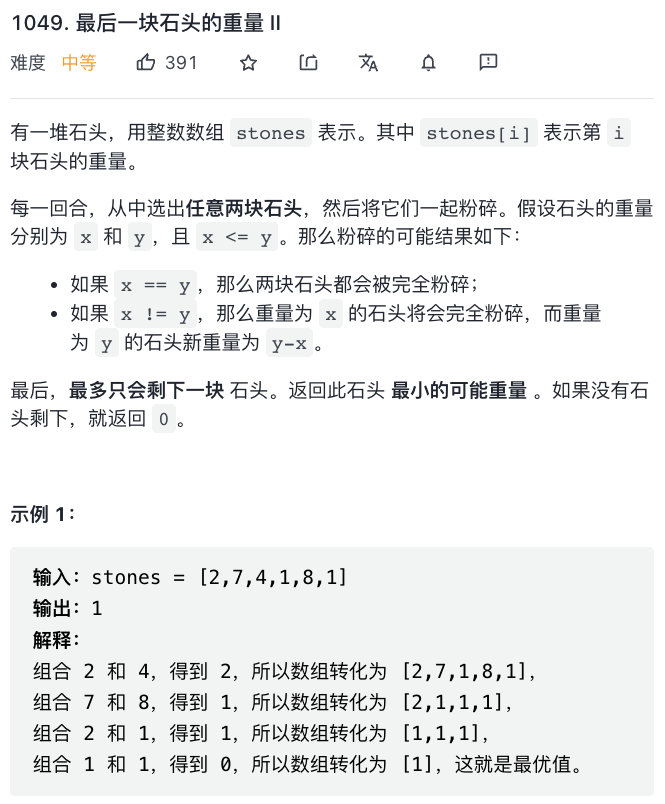 1049. 最后一块石头的重量 II
难度 中等 391
有一堆石头，用整数数组 stones 表示。其中 stones[i] 表示第 i
块石头的重量。
每一回合，从中选出任意两块石头，然后将它们一起粉碎。假设石头的重量
分别为 x 和 y，且 x <= y。那么粉碎的可能结果如下：
• 如果 x == y，那么两块石头都会被完全粉碎；
• 如果 x != y，那么重量为 x 的石头将会完全粉碎，而重量
为 y 的石头新重量为 y-x。
最后，最多只会剩下一块 石头。返回此石头 最小的可能重量 。如果没有石
头剩下，就返回 0。
示例 1：
输入：stones = [2,7,4,1,8,1]
输出：1
解释：
组合 2 和 4，得到 2，所以数组转化为 [2,7,1,8,1]，
组合 7 和 8，得到 1，所以数组转化为 [2,1,1,1]，
组合 2 和 1，得到 1，所以数组转化为 [1,1,1]，
组合 1 和 1，得到 0，所以数组转化为 [1]，这就是最优值。